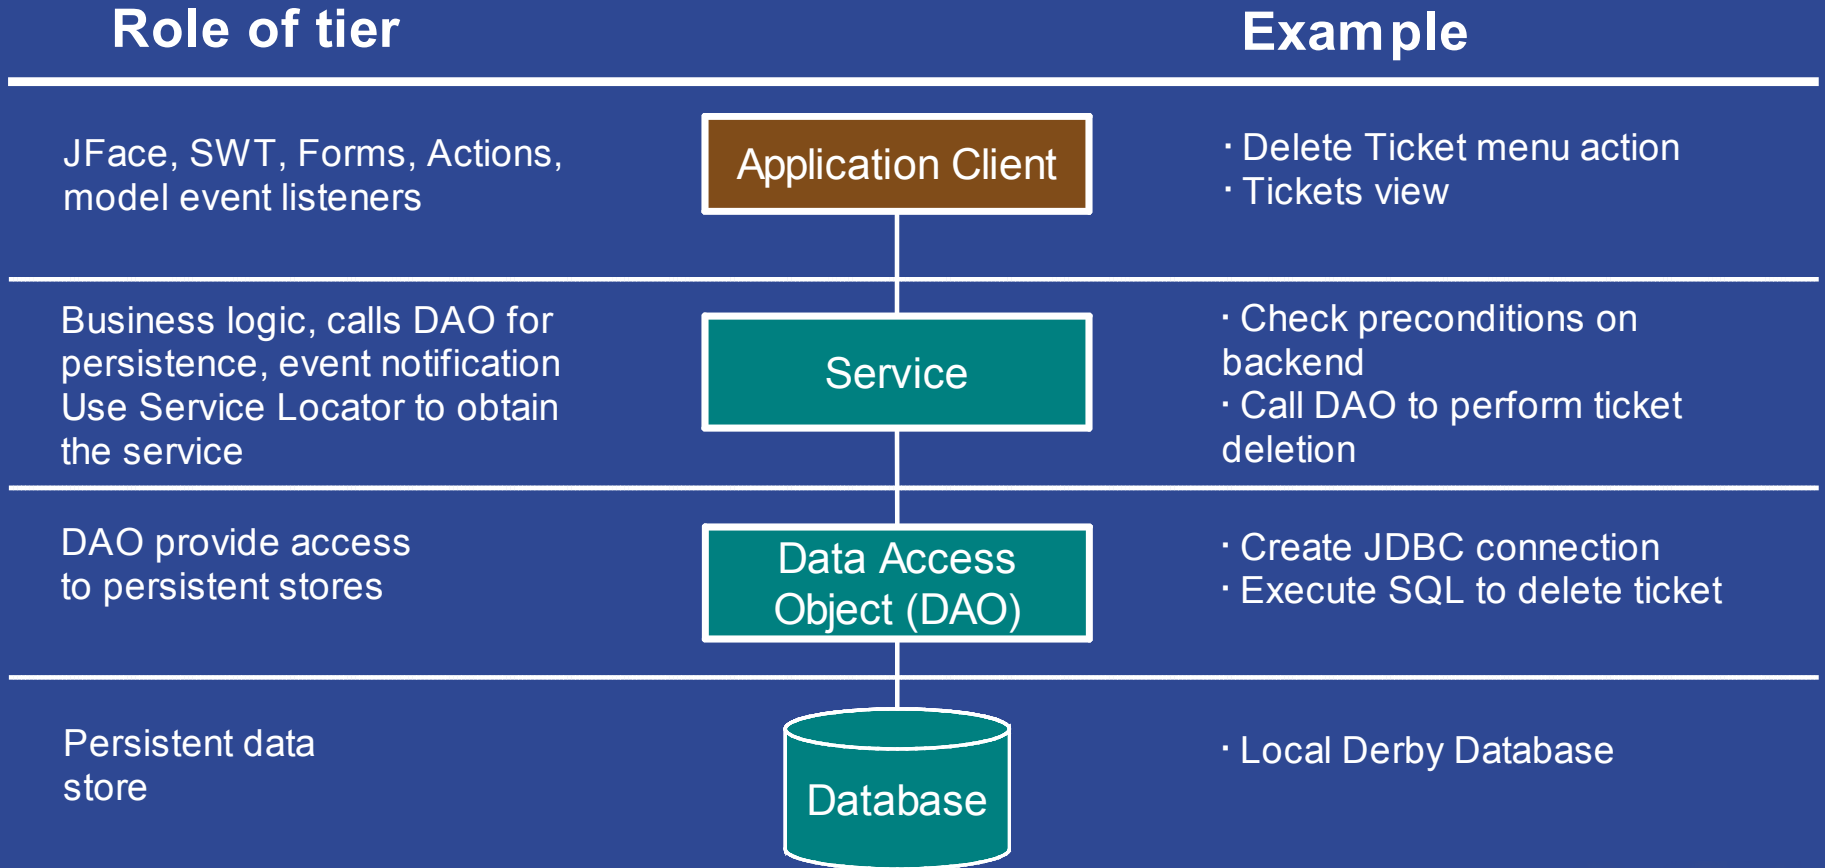 Role of tier
Example
JFace, SWT, Forms, Actions,
model event listeners
Application Client
· Delete Ticket menu action
· Tickets view
Business logic, calls DAO for
persistence, event notification
Use Service Locator to obtain
the service
Service
· Check preconditions on
backend
· Call DAO to perform ticket
deletion
DAO provide access
to persistent stores
Data Access
Object (DAO)
· Create JDBC connection
· Execute SQL to delete ticket
Persistent data
store
Database
· Local Derby Database